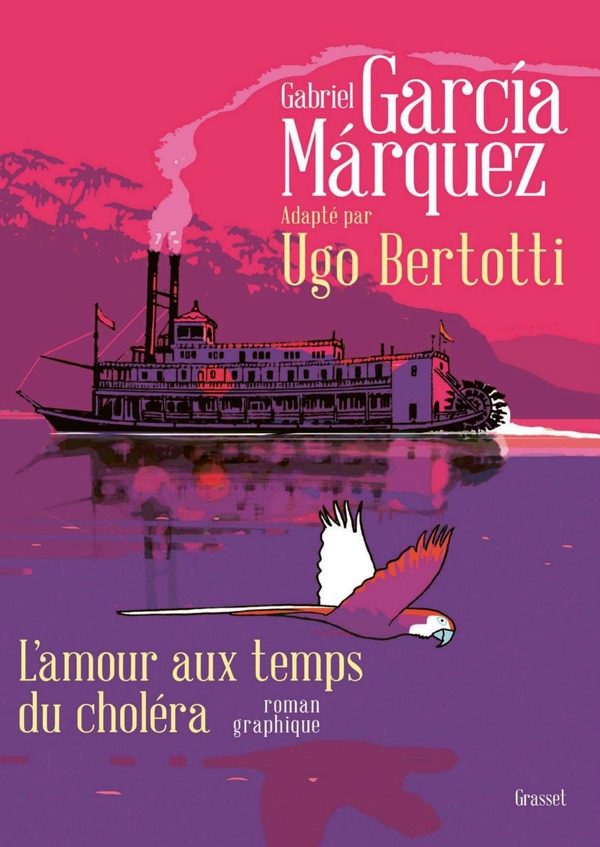 Gabriel García
Márquez
Adapté par
Ugo Bertotti
L'amour aux temps
du choléra
roman
graphique
Grasset